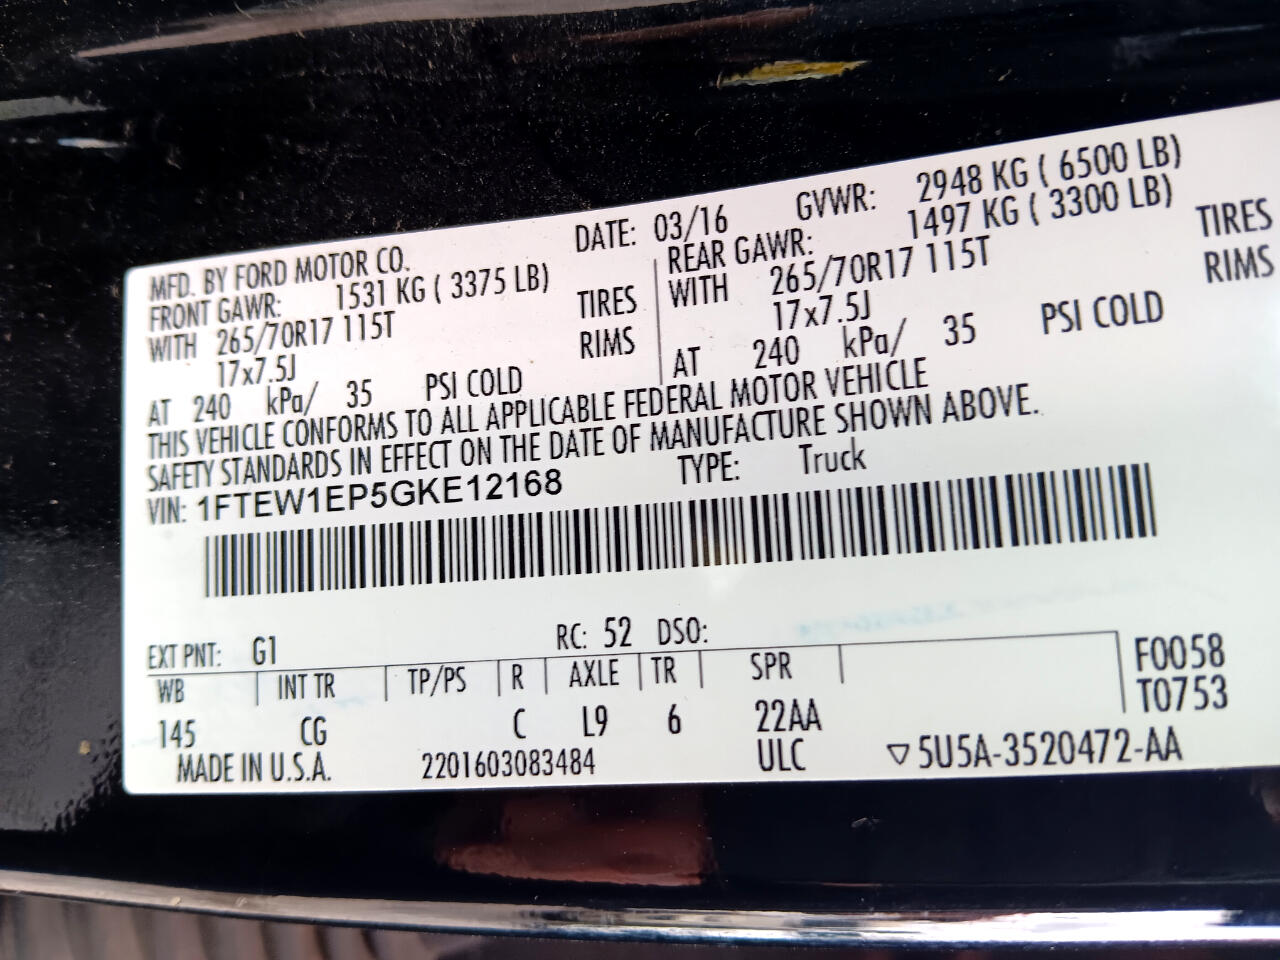 MFD. BY FORD MOTOR CO. DATE: 03/16 GVWR: 2948 KG ( 6500 LB)
FRONT GAWR: 1531 KG ( 3375 LB) REAR GAWR: 1497 KG ( 3300 LB)
WITH 265/70R17 115T TIRES WITH 265/70R17 115T TIRES
17x7.5J RIMS 17x7.5J RIMS
AT 240 kPa/ 35 PSI COLD AT 240 kPa/ 35 PSI COLD
THIS VEHICLE CONFORMS TO ALL APPLICABLE FEDERAL MOTOR VEHICLE
SAFETY STANDARDS IN EFFECT ON THE DATE OF MANUFACTURE SHOWN ABOVE.
VIN: 1FTEW1EP5GKE12168 TYPE: Truck
EXT PNT: G1 RC: 52 DSO:
WB INT TR TP/PS R AXLE TR SPR F0058
145 CG C L9 6 22AA T0753
MADE IN U.S.A. 2201603083484 ULC ▽5U5A-3520472-AA